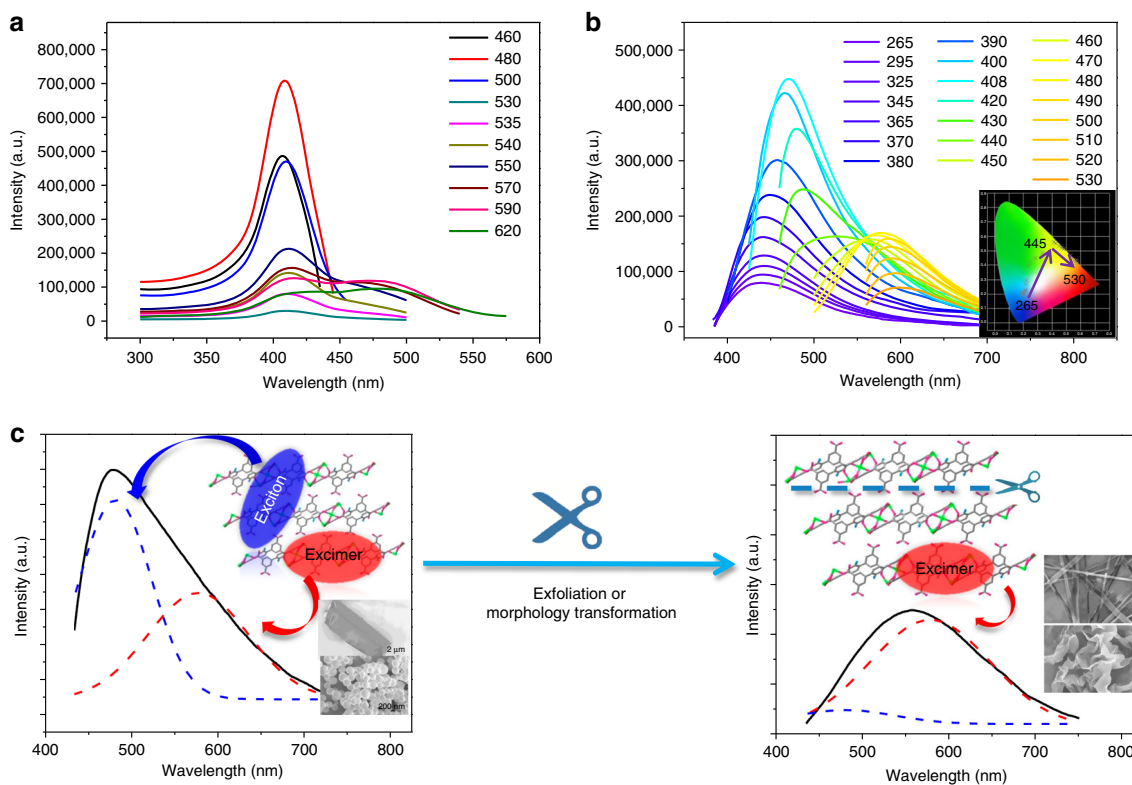 a
800,000
700,000
600,000
500,000
400,000
300,000
200,000
100,000
0
Intensity (a.u.)
300 350 400 450 500 550 600
Wavelength (nm)
460
480
500
530
535
540
550
570
590
620
b
500,000
400,000
300,000
200,000
100,000
0
Intensity (a.u.)
400 500 600 700 800
Wavelength (nm)
265 390 460
295 400 470
325 408 480
345 420 490
365 430 500
370 440 510
380 450 520
530
445
530
265
c
Intensity (a.u.)
400 500 600 700 800
Wavelength (nm)
Exciton
Excimer
2 μm
200 nm
Exfoliation or
morphology transformation
Intensity (a.u.)
Excimer
400 500 600 700 800
Wavelength (nm)